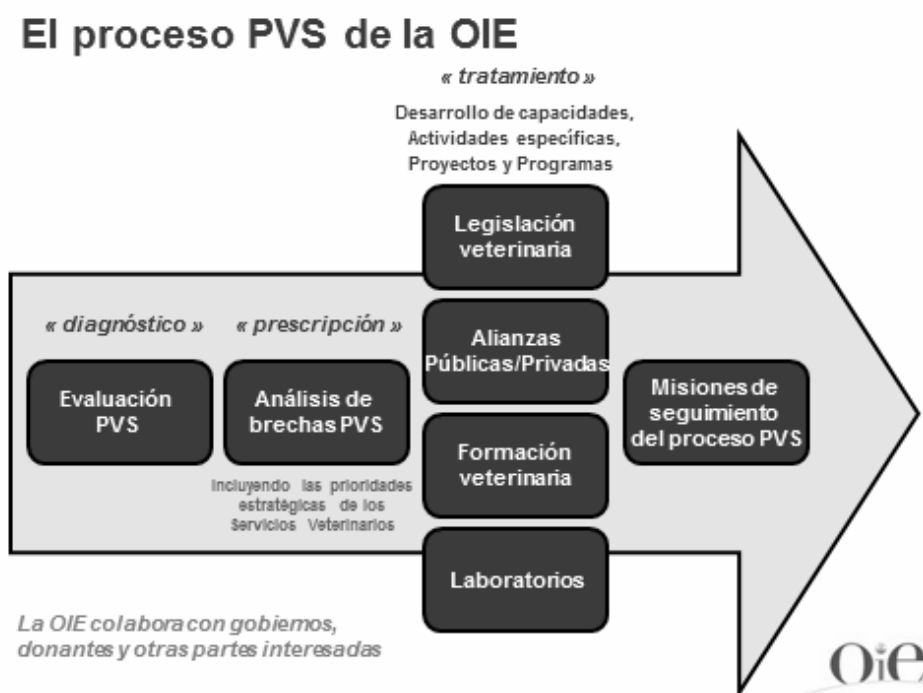 El proceso PVS de la OIE
« tratamiento »
Desarrollo de capacidades,
Actividades específicas,
Proyectos y Programas
Legislación
veterinaria
« diagnóstico »
« prescripción »
Alianzas
Públicas/Privadas
Evaluación
PVS
Análisis de
brechas PVS
Misiones de
seguimiento
del proceso PVS
Formación
veterinaria
Incluyendo las prioridades
estratégicas de los
Servicios Veterinarios
Laboratorios
La OIE colabora con gobiernos,
donantes y otras partes interesadas
OiE